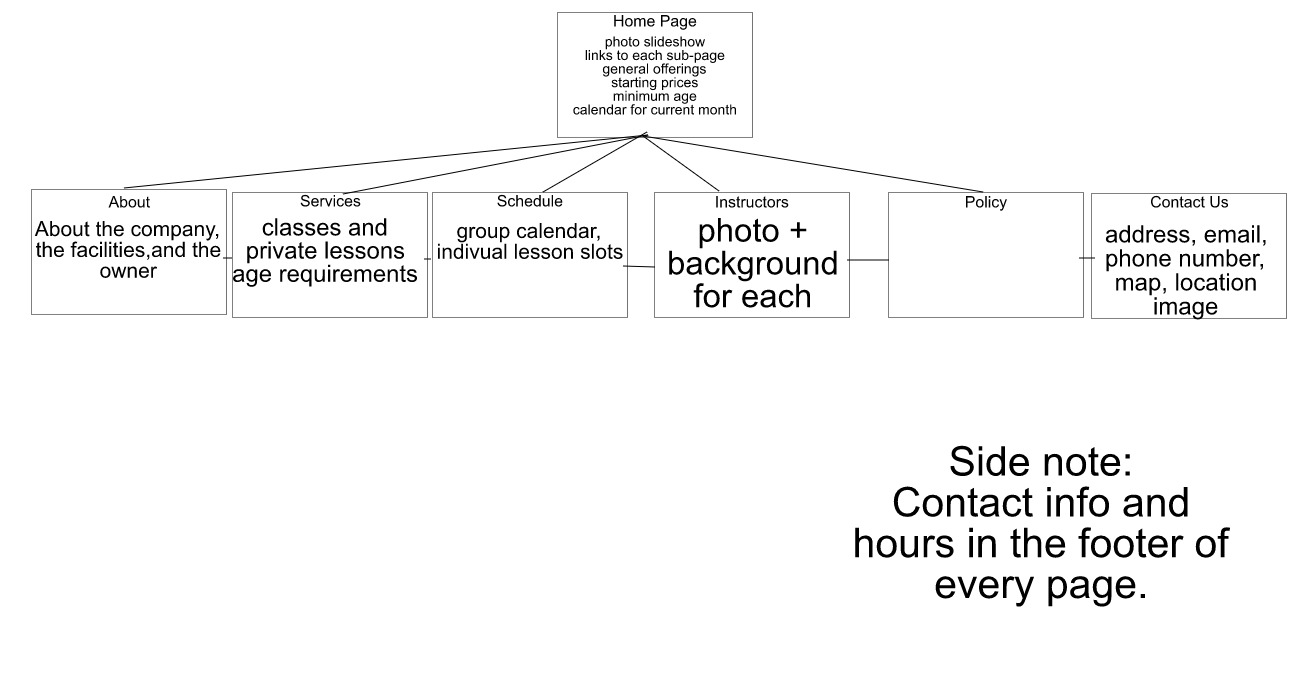 Home Page
photo slideshow
links to each sub-page
general offerings
starting prices
minimum age
calendar for current month
About
About the company,
the facilities,and the
owner
Services
classes and
private lessons
age requirements
Schedule
group calendar,
indivual lesson slots
Instructors
photo +
background
for each
Policy
Contact Us
address, email,
phone number,
map, location
image
Side note:
Contact info and
hours in the footer of
every page.